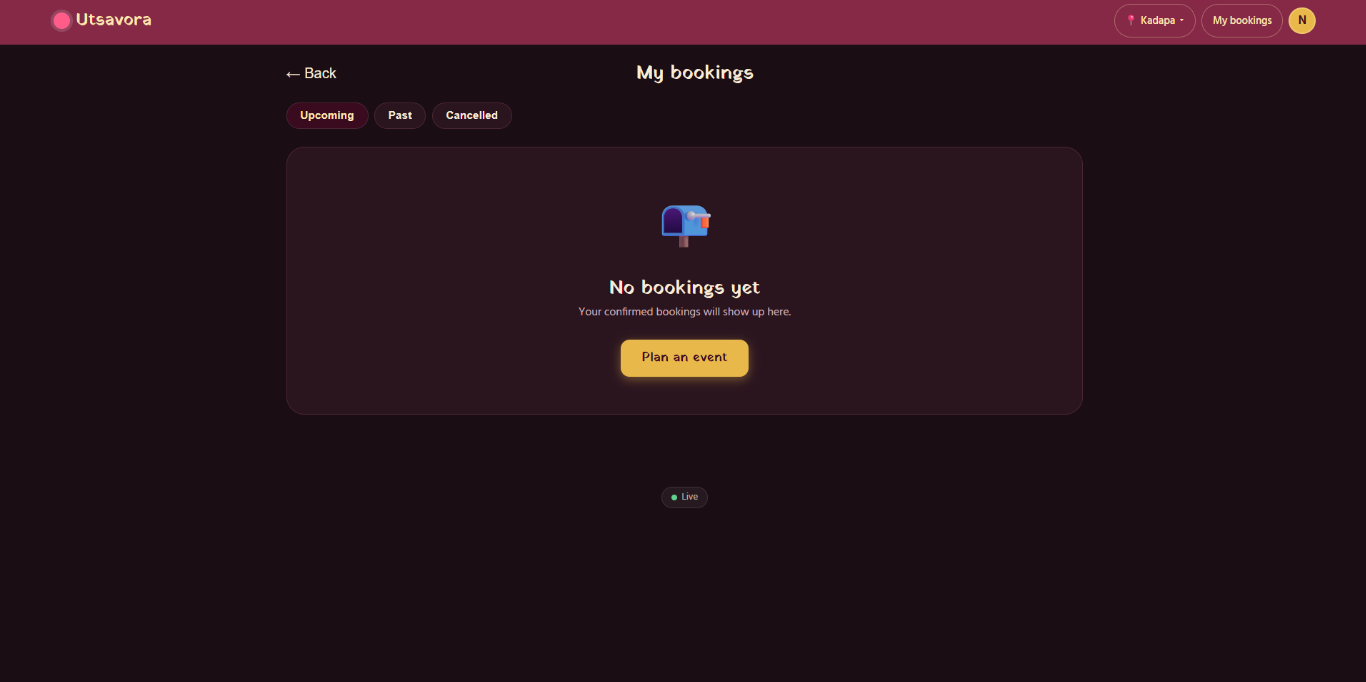 Utsavora
Kadapa
My bookings
N
← Back
My bookings
Upcoming
Past
Cancelled
No bookings yet
Your confirmed bookings will show up here.
Plan an event
Live